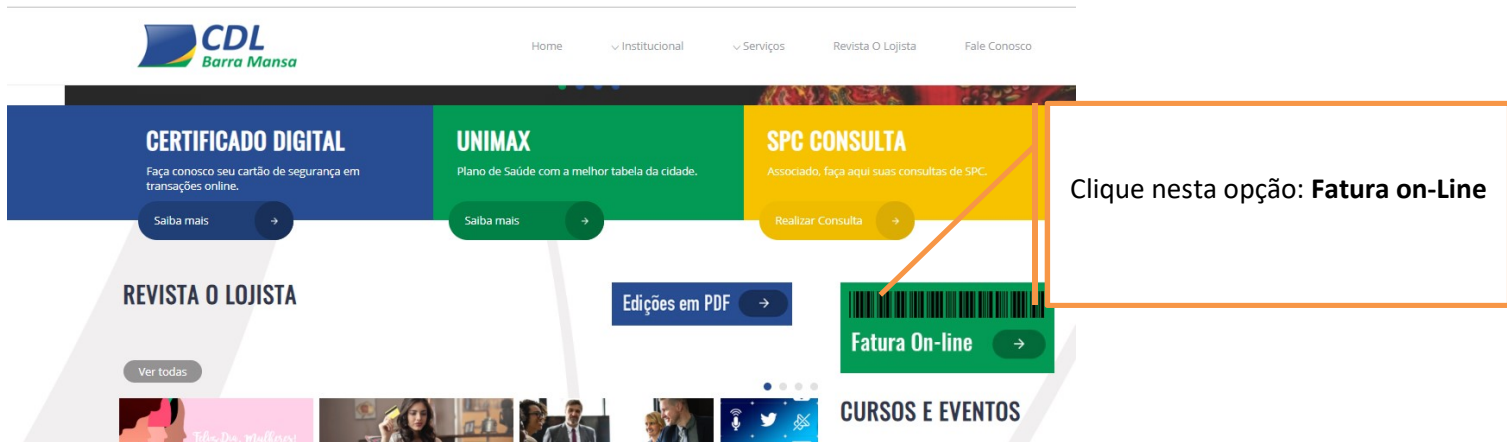 CDL
Barra Mansa
Home
Institucional
Serviços
Revista O Lojista
Fale Conosco
CERTIFICADO DIGITAL
Faça conosco seu cartão de segurança em
transações online.
Saiba mais
UNIMAX
Plano de Saúde com a melhor tabela da cidade.
Saiba mais
SPC CONSULTA
Associado, faça aqui suas consultas de SPC.
Realizar Consulta
Clique nesta opção: Fatura on-Line
REVISTA O LOJISTA
Edições em PDF
Fatura On-line
Ver todas
CURSOS E EVENTOS
Feliz Dia, Mulheres!